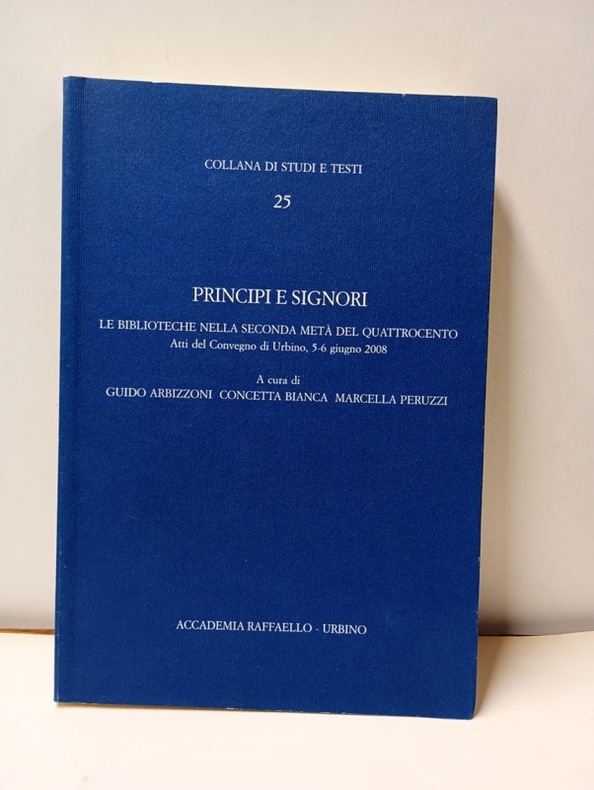 COLLANA DI STUDI E TESTI
25
PRINCIPI E SIGNORI
LE BIBLIOTECHE NELLA SECONDA METÀ DEL QUATTROCENTO
Atti del Convegno di Urbino, 5-6 giugno 2008
A cura di
GUIDO ARBIZZONI CONCETTA BIANCA MARCELLA PERUZZI
ACCADEMIA RAFFAELLO - URBINO